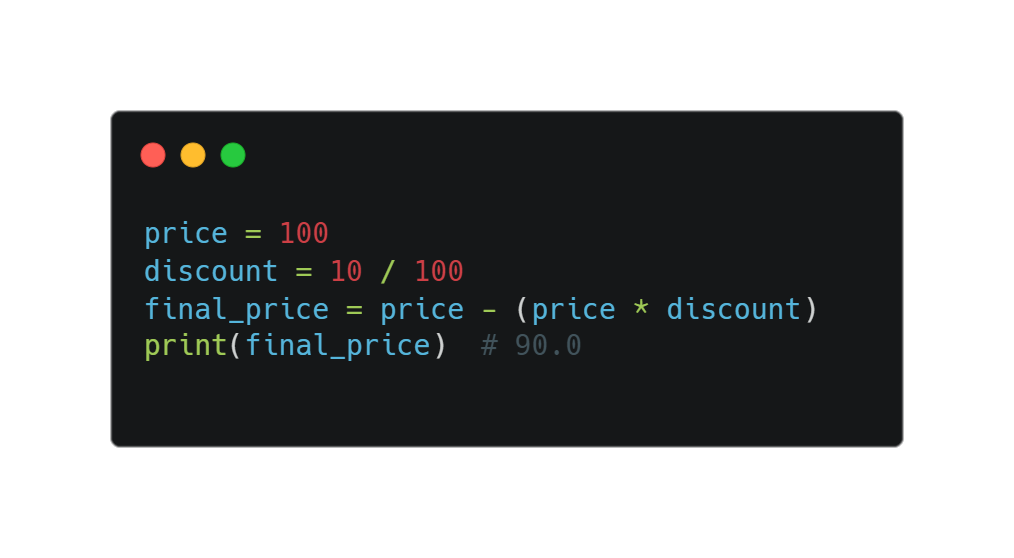 price = 100
discount = 10 / 100
final_price = price - (price * discount)
print(final_price)  # 90.0